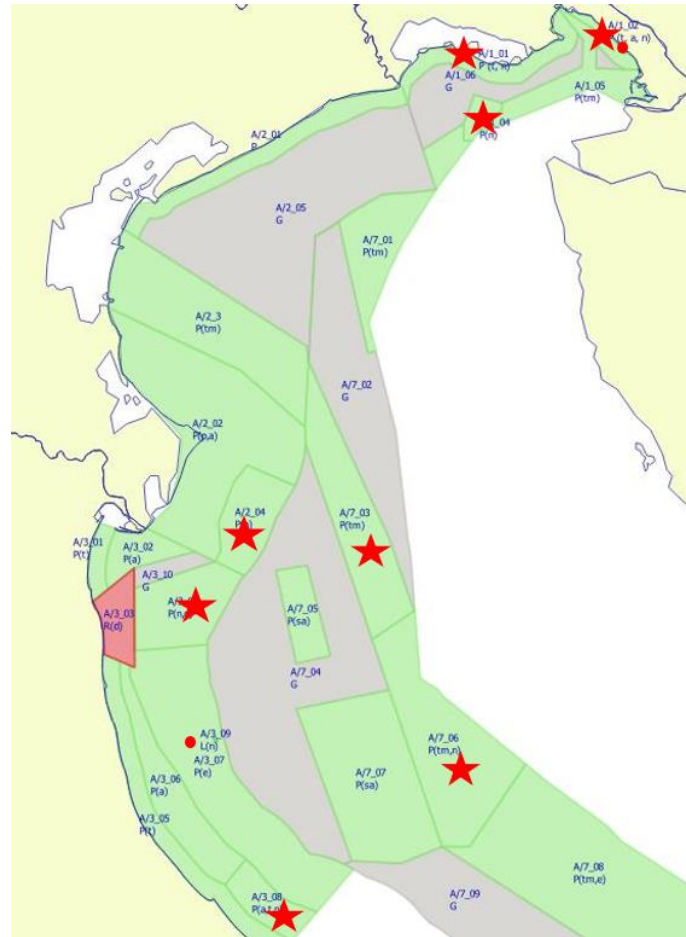 A/1_02
(t, a, n)
A/1_01
P (t, n)
A/1_06
G
A/1_05
P(tm)
_04
P(n)
A/2_01
A/2_05
G
A/7_01
P(tm)
A/2_3
P(tm)
A/7_02
G
A/2_02
P(p,a)
A/2_04
A/7_03
P(tm)
A/3_01
P(t)
A/3_02
P(a)
A/3_10
G
A/3_03
R(d)
P(n,
A/7_05
P(sa)
A/7_04
G
A/3_09
L(n)
A/3_07
P(e)
A/7_06
P(tm,n)
A/3_06
P(a)
A/7_07
P(sa)
A/3_05
P(t)
A/7_08
P(tm,e)
A/3_08
P(a,t,
A/7_09
G